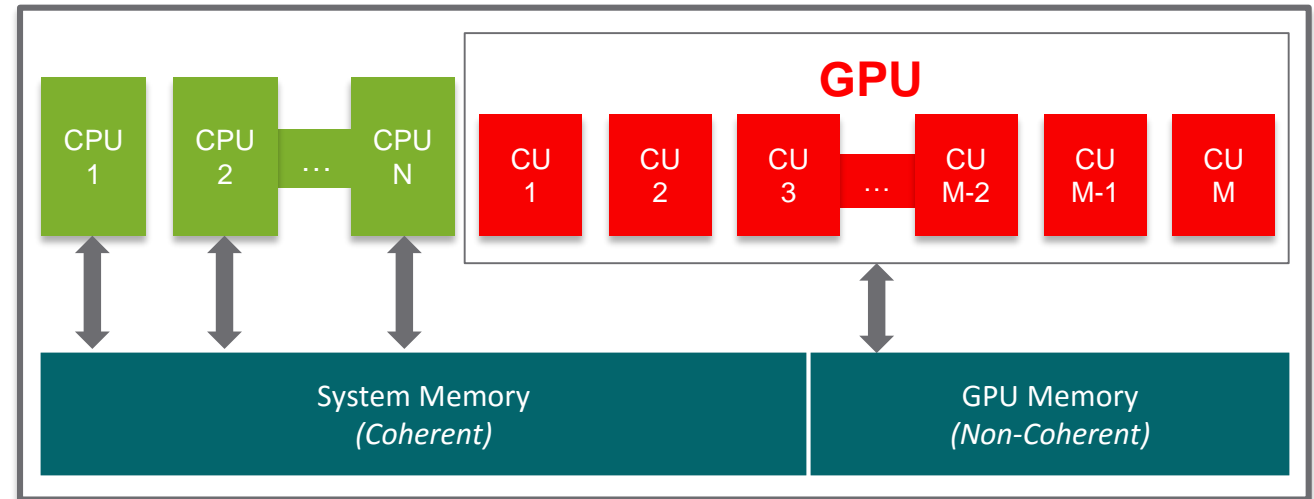 GPU
CPU
1
CPU
2
…
CPU
N
CU
1
CU
2
CU
3
…
CU
M-2
CU
M-1
CU
M
System Memory
(Coherent)
GPU Memory
(Non-Coherent)